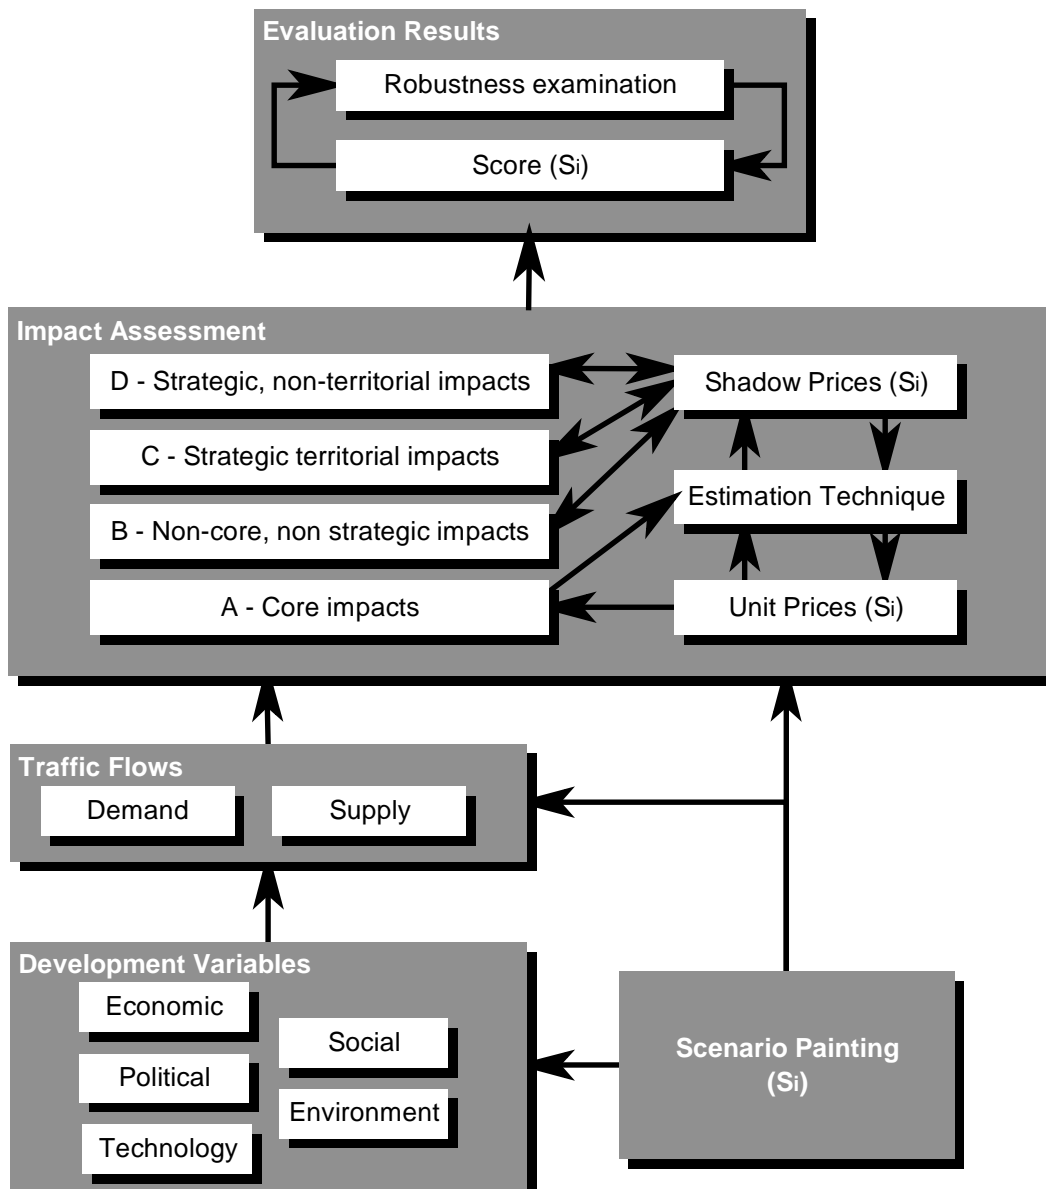 Evaluation Results
Robustness examination
Score (Si)
Impact Assessment
D - Strategic, non-territorial impacts
Shadow Prices (Si)
C - Strategic territorial impacts
Estimation Technique
B - Non-core, non strategic impacts
A - Core impacts
Unit Prices (Si)
Traffic Flows
Demand
Supply
Development Variables
Economic
Social
Political
Environment
Technology
Scenario Painting
(Si)